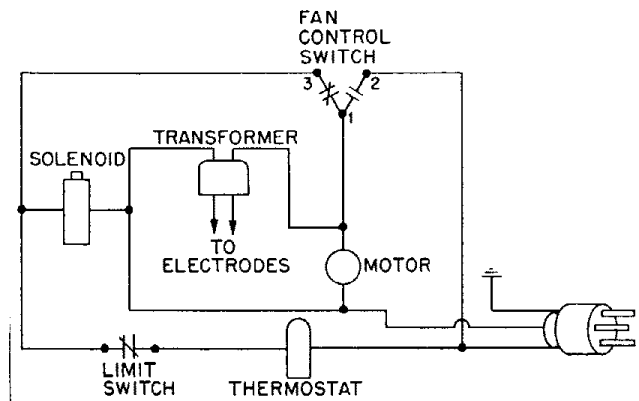 FAN
CONTROL
SWITCH
3
2
1
TRANSFORMER
SOLENOID
TO
ELECTRODES
MOTOR
LIMIT
SWITCH
THERMOSTAT